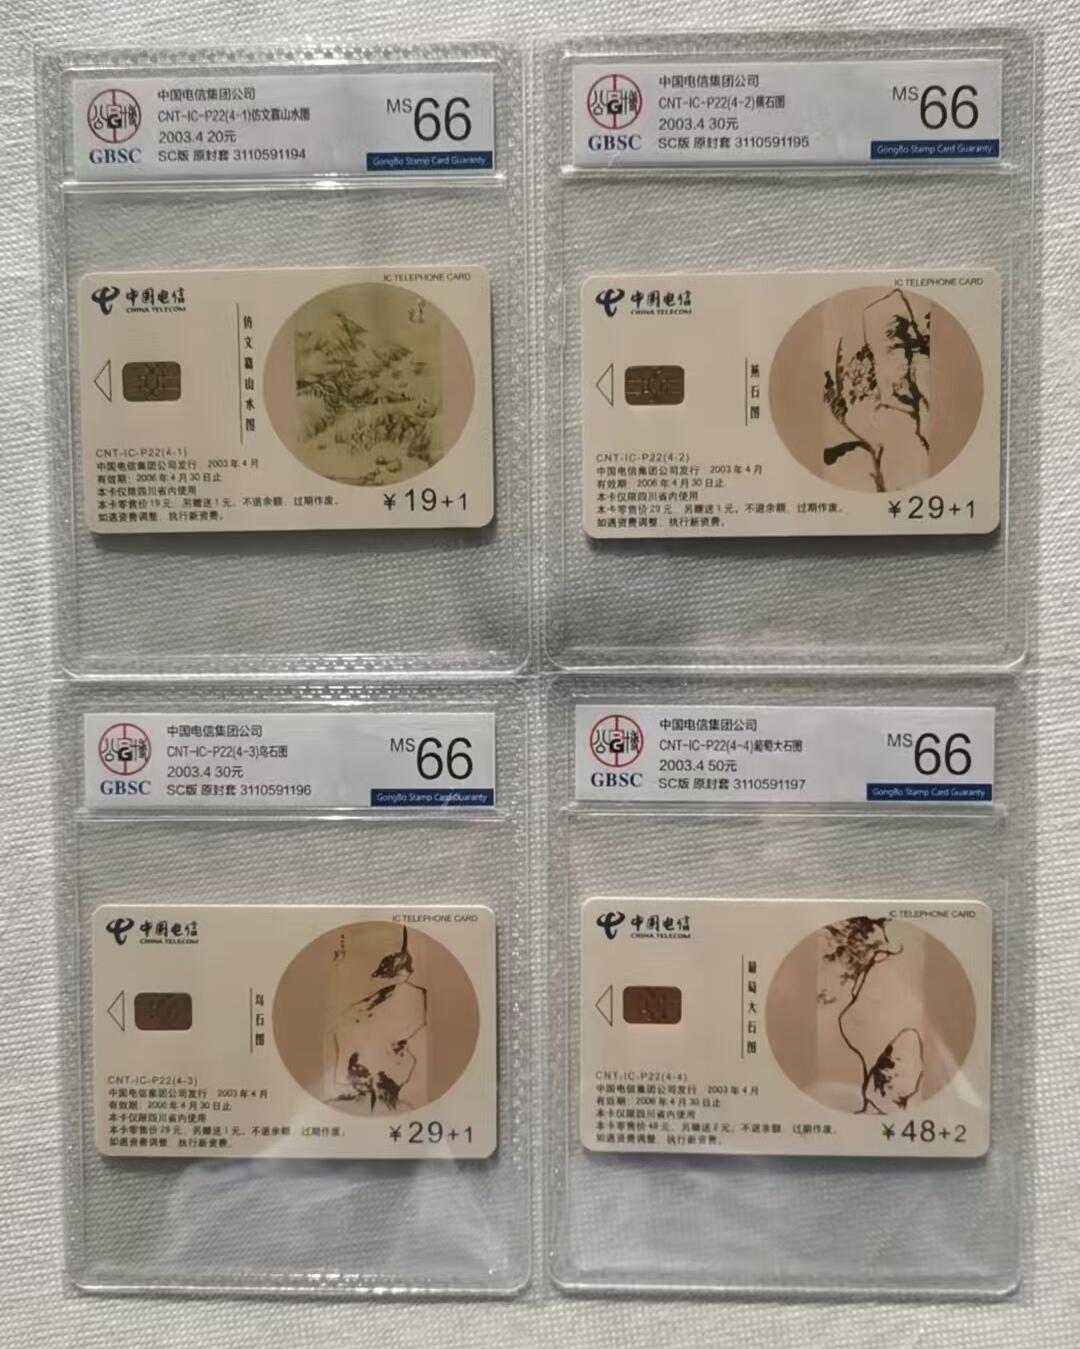 中国电信集团公司
CNT-IC-P22(4-1)仿文嘉山水图
2003.4 20元
SC版 原封套 3110591194
GBSC
MS 66
GongBo Stamp Card Guaranty
IC TELEPHONE CARD
中国电信
CHINA TELECOM
仿文嘉山水图
CNT-IC-P22(4-1)
中国电信集团公司发行 2003年4月
有效期：2006年4月30日止
本卡仅限四川省内使用
本卡零售价19元，另赠送1元，不退余额，过期作废。
如遇资费调整，执行新资费。
¥19+1
中国电信集团公司
CNT-IC-P22(4-2)蕉石图
2003.4 30元
SC版 原封套 3110591195
GBSC
MS 66
GongBo Stamp Card Guaranty
IC TELEPHONE CARD
中国电信
CHINA TELECOM
蕉石图
CNT-IC-P22(4-2)
中国电信集团公司发行 2003年4月
有效期：2006年4月30日止
本卡仅限四川省内使用
本卡零售价29元，另赠送1元，不退余额，过期作废。
如遇资费调整，执行新资费。
¥29+1
中国电信集团公司
CNT-IC-P22(4-3)鸟石图
2003.4 30元
SC版 原封套 3110591196
GBSC
MS 66
GongBo Stamp Card Guaranty
IC TELEPHONE CARD
中国电信
CHINA TELECOM
鸟石图
CNT-IC-P22(4-3)
中国电信集团公司发行 2003年4月
有效期：2006年4月30日止
本卡仅限四川省内使用
本卡零售价29元，另赠送1元，不退余额，过期作废。
如遇资费调整，执行新资费。
¥29+1
中国电信集团公司
CNT-IC-P22(4-4)葡萄大石图
2003.4 50元
SC版 原封套 3110591197
GBSC
MS 66
GongBo Stamp Card Guaranty
IC TELEPHONE CARD
中国电信
CHINA TELECOM
葡萄大石图
CNT-IC-P22(4-4)
中国电信集团公司发行 2003年4月
有效期：2006年4月30日止
本卡仅限四川省内使用
本卡零售价48元，另赠送2元，不退余额，过期作废。
如遇资费调整，执行新资费。
¥48+2